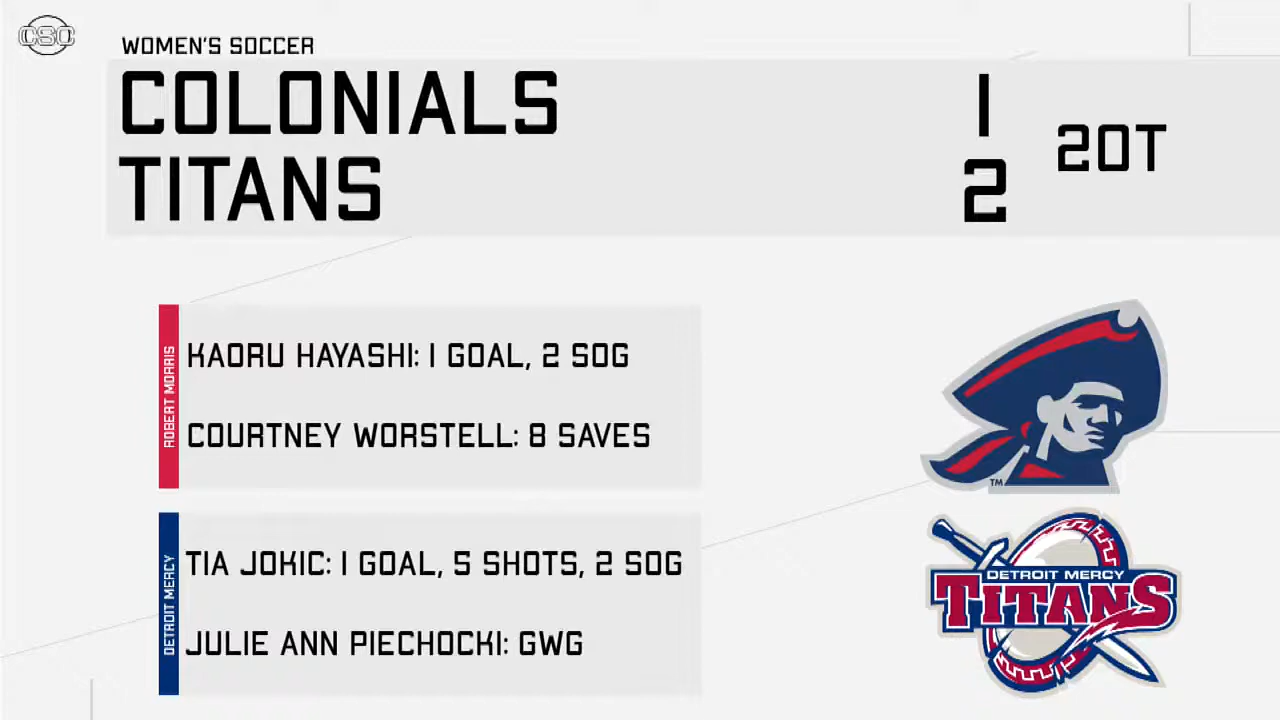 CSC
WOMEN'S SOCCER
COLONIALS 1
TITANS 2
2OT
ROBERT MORRIS
KAORU HAYASHI: 1 GOAL, 2 SOG
COURTNEY WORSTELL: 8 SAVES
TM
DETROIT MERCY
TIA JOKIC: 1 GOAL, 5 SHOTS, 2 SOG
JULIE ANN PIECHOCKI: GWG
DETROIT MERCY
TITANS